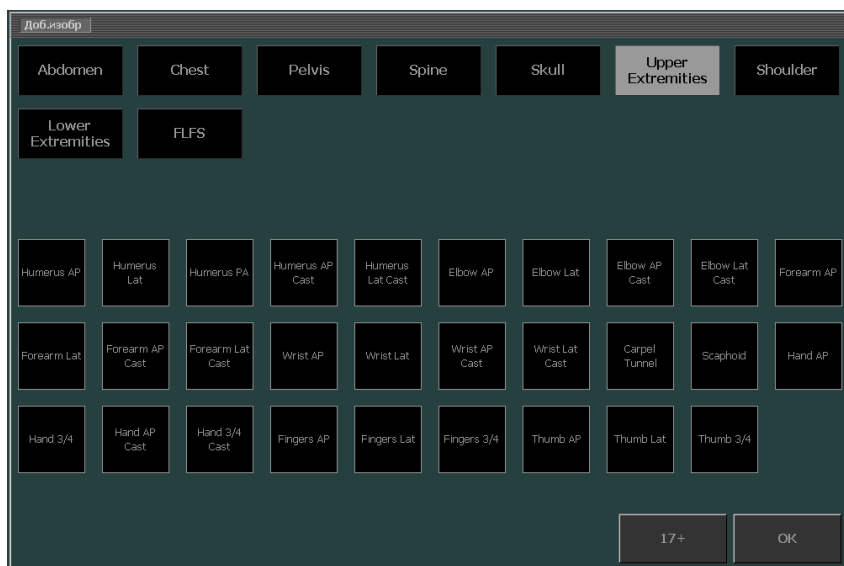 Доб.изобр
Abdomen
Chest
Pelvis
Spine
Skull
Upper
Extremities
Shoulder
Lower
Extremities
FLFS
Humerus AP
Humerus
Lat
Humerus PA
Humerus AP
Cast
Humerus
Lat Cast
Elbow AP
Elbow Lat
Elbow AP
Cast
Elbow Lat
Cast
Forearm AP
Forearm Lat
Forearm AP
Cast
Forearm Lat
Cast
Wrist AP
Wrist Lat
Wrist AP
Cast
Wrist Lat
Cast
Carpel
Tunnel
Scaphoid
Hand AP
Hand 3/4
Hand AP
Cast
Hand 3/4
Cast
Fingers AP
Fingers Lat
Fingers 3/4
Thumb AP
Thumb Lat
Thumb 3/4
17+
OK